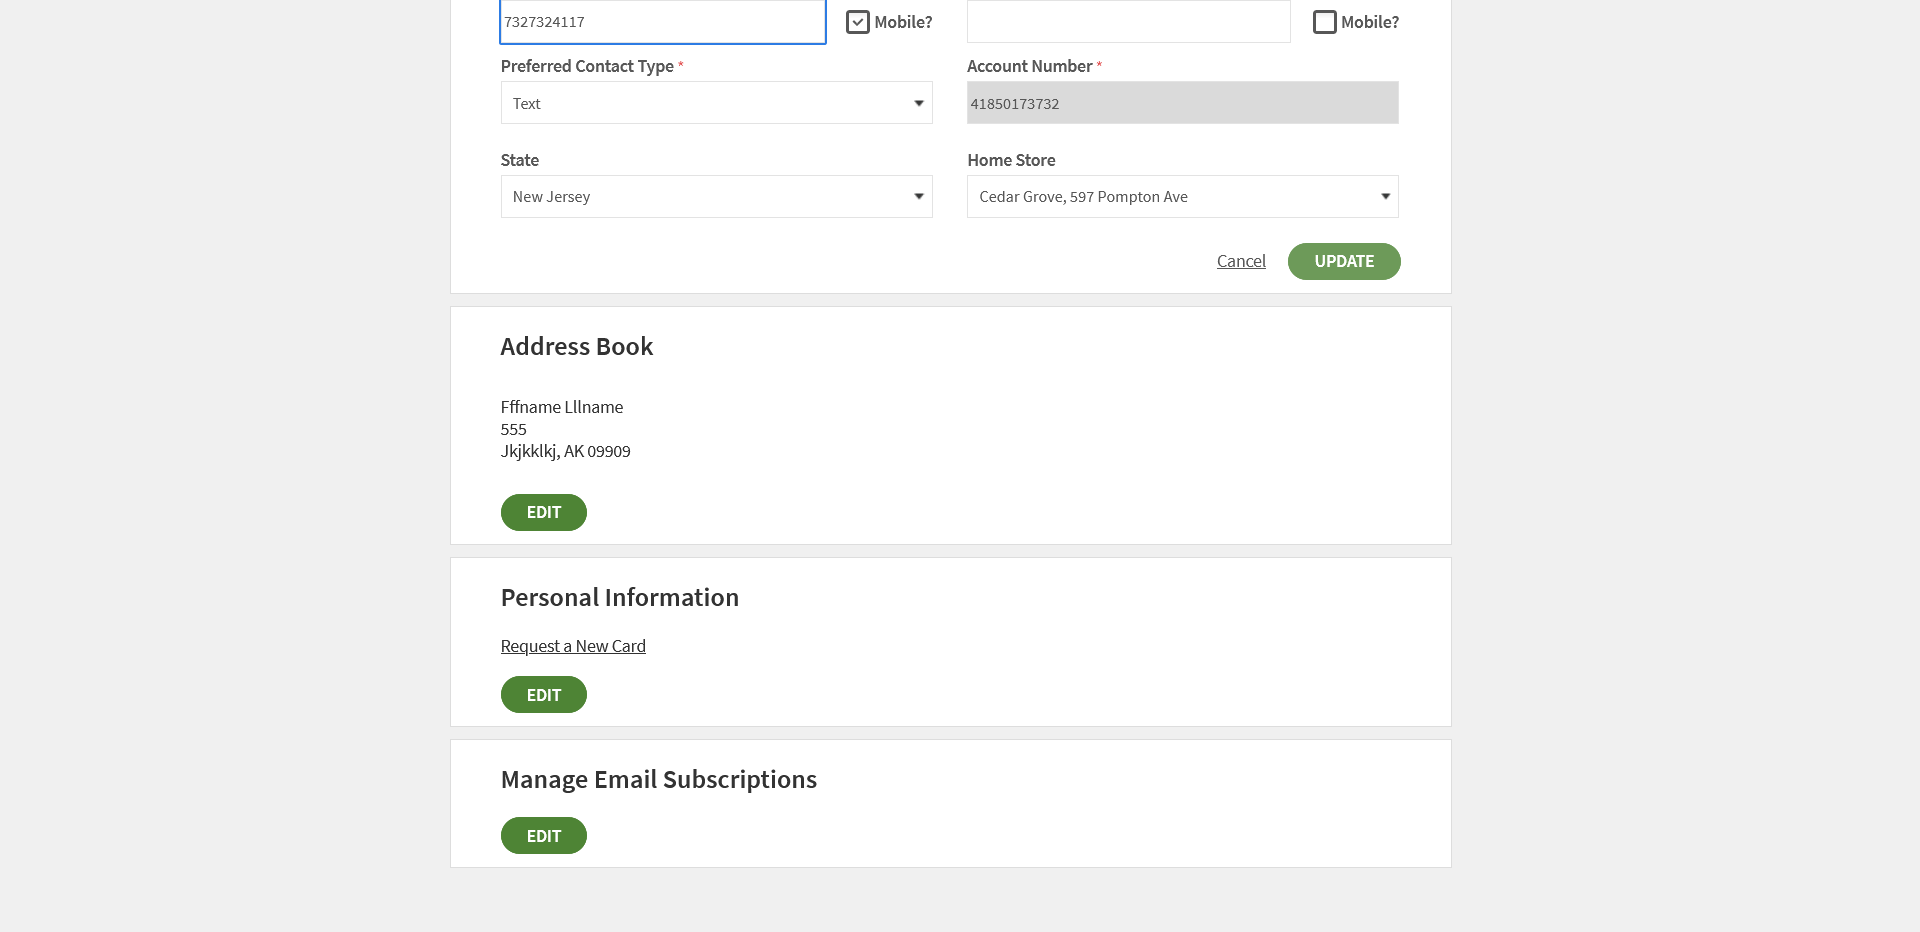 7327324117
Mobile?
Mobile?
Preferred Contact Type *
Account Number *
Text
41850173732
State
Home Store
New Jersey
Cedar Grove, 597 Pompton Ave
Cancel
UPDATE
Address Book
Fffname Lllname
555
Jkjkklkj, AK 09909
EDIT
Personal Information
Request a New Card
EDIT
Manage Email Subscriptions
EDIT